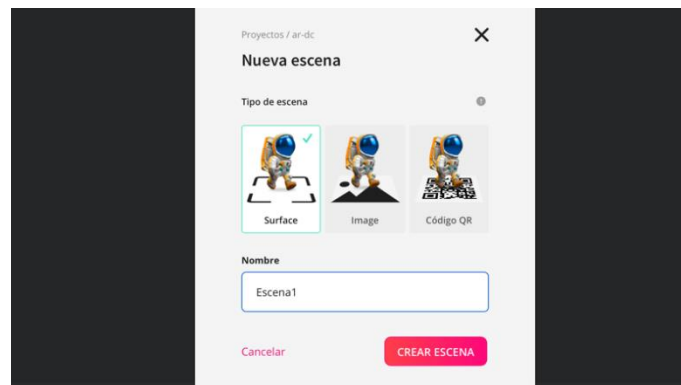 Proyectos / ar-dc
Nueva escena
Tipo de escena
Surface
Image
Código QR
Nombre
Escena1
Cancelar
CREAR ESCENA